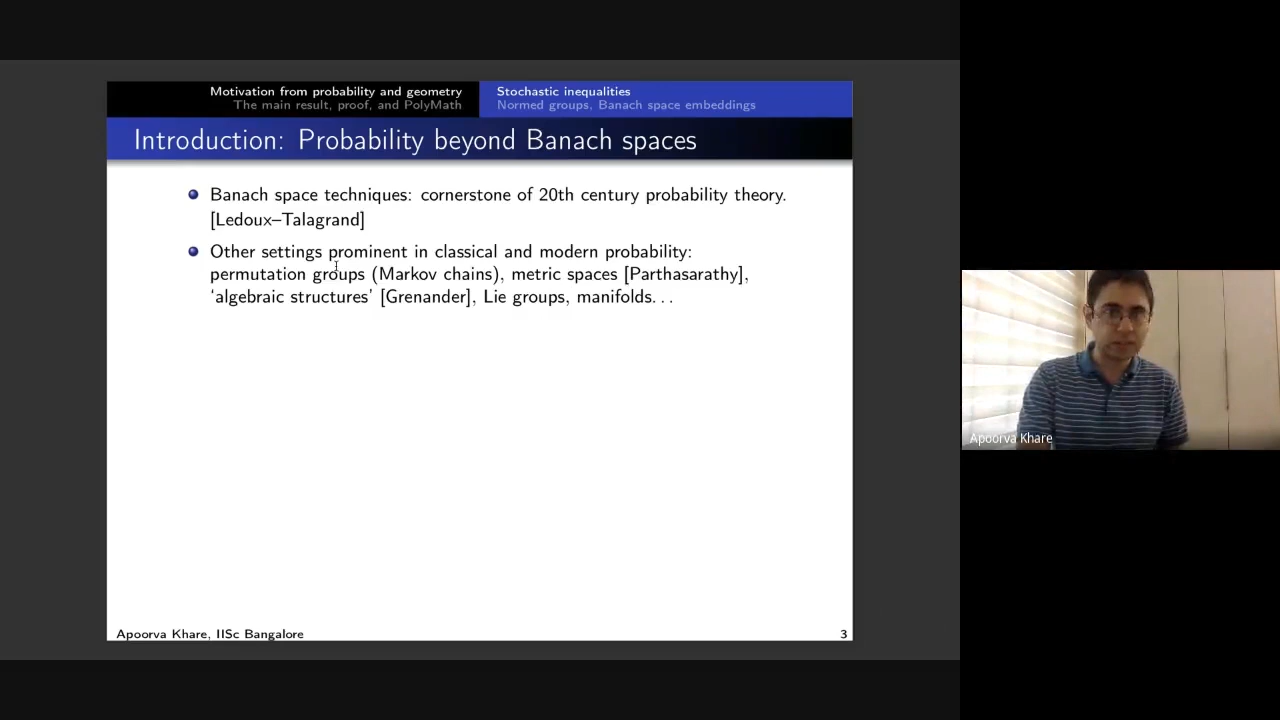 Motivation from probability and geometry
The main result, proof, and PolyMath
Stochastic inequalities
Normed groups, Banach space embeddings
Introduction: Probability beyond Banach spaces
Banach space techniques: cornerstone of 20th century probability theory.
[Ledoux–Talagrand]
Other settings prominent in classical and modern probability:
permutation groups (Markov chains), metric spaces [Parthasarathy],
‘algebraic structures’ [Grenander], Lie groups, manifolds. . .
Apoorva Khare, IISc Bangalore
3
Apoorva Khare